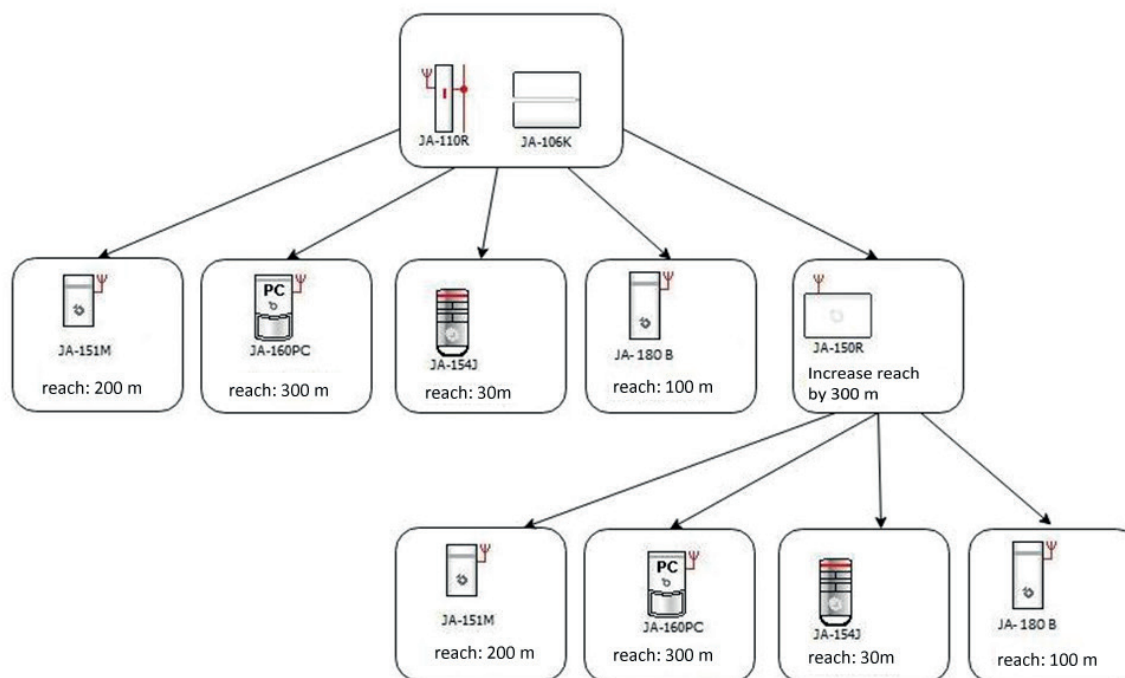 JA-110R
JA-106K
PC
JA-151M
JA-160PC
JA-154J
JA- 180 B
JA-150R
reach: 200 m
reach: 300 m
reach: 30m
reach: 100 m
Increase reach
by 300 m
PC
JA-151M
JA-160PC
JA-154J
JA- 180 B
reach: 200 m
reach: 300 m
reach: 30m
reach: 100 m